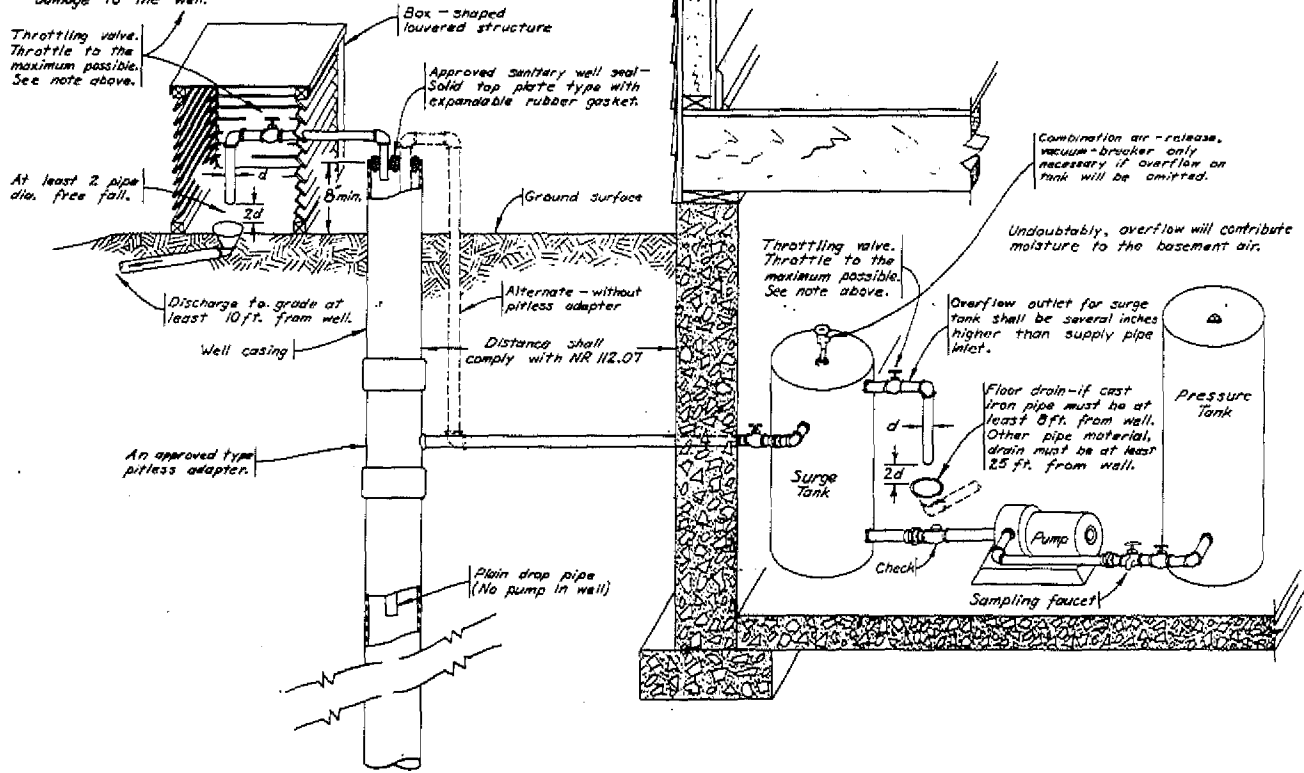 damage to the well.
Throttling valve.
Throttle to the
maximum possible.
See note above.
Box - shaped
louvered structure
Approved sanitary well seal-
Solid top plate type with
expandable rubber gasket.
At least 2 pipe
dia. free fall.
d
2d
8" min.
Ground surface
Discharge to grade at
least 10 ft. from well.
Well casing
Alternate - without
pitless adapter
Distance shall
comply with NR 112.07
An approved type
pitless adapter.
Plain drop pipe
(No pump in well)
Combination air - release,
vacuum - breaker only
necessary if overflow on
tank will be omitted.
Undoubtably, overflow will contribute
moisture to the basement air.
Throttling valve.
Throttle to the
maximum possible.
See note above.
Overflow outlet for surge
tank shall be several inches
higher than supply pipe
inlet.
Floor drain - if cast
iron pipe must be at
least 8 ft. from well.
Other pipe material,
drain must be at least
25 ft. from well.
d
2d
Surge
Tank
Pressure
Tank
Pump
Check
Sampling faucet